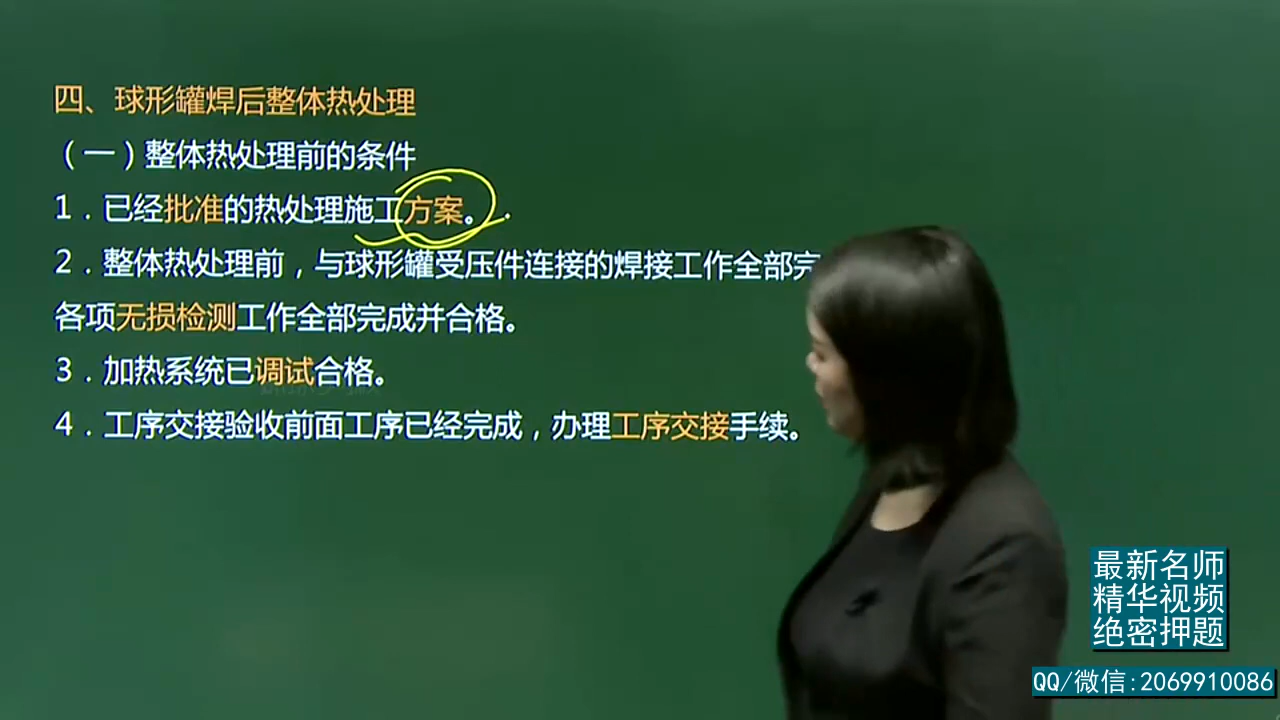 四、球形罐焊后整体热处理
（一）整体热处理前的条件
1．已经批准的热处理施工方案。
2．整体热处理前，与球形罐受压件连接的焊接工作全部完
各项无损检测工作全部完成并合格。
3．加热系统已调试合格。
4．工序交接验收前面工序已经完成，办理工序交接手续。
最新名师
精华视频
绝密押题
QQ/微信:2069910086